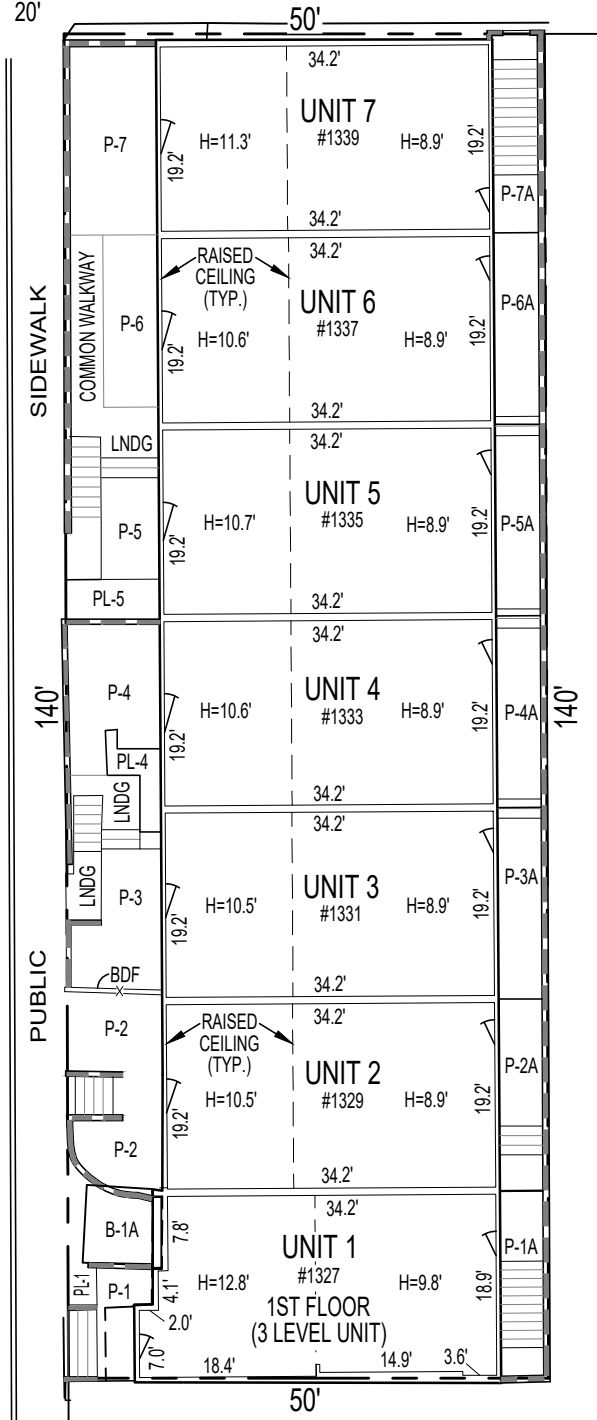 20'
50'
34.2'
UNIT 7
#1339
P-7
H=11.3'
H=8.9'
19.2'
19.2'
P-7A
34.2'
34.2'
RAISED
CEILING
(TYP.)
UNIT 6
#1337
SIDEWALK
COMMON WALKWAY
P-6
H=10.6'
H=8.9'
19.2'
19.2'
P-6A
34.2'
34.2'
LNDG
UNIT 5
#1335
P-5
H=10.7'
H=8.9'
19.2'
19.2'
P-5A
PL-5
34.2'
34.2'
UNIT 4
#1333
140'
P-4
H=10.6'
H=8.9'
19.2'
19.2'
P-4A
140'
PL-4
LNDG
34.2'
34.2'
UNIT 3
#1331
LNDG
P-3
H=10.5'
H=8.9'
19.2'
19.2'
P-3A
34.2'
BDF
34.2'
PUBLIC
P-2
RAISED
CEILING
(TYP.)
UNIT 2
#1329
H=10.5'
H=8.9'
19.2'
19.2'
P-2A
P-2
34.2'
34.2'
B-1A
7.8'
UNIT 1
#1327
P-1A
PL-1
P-1
4.1'
H=12.8'
H=9.8'
18.9'
1ST FLOOR
(3 LEVEL UNIT)
2.0'
7.0'
18.4'
14.9'
3.6'
50'